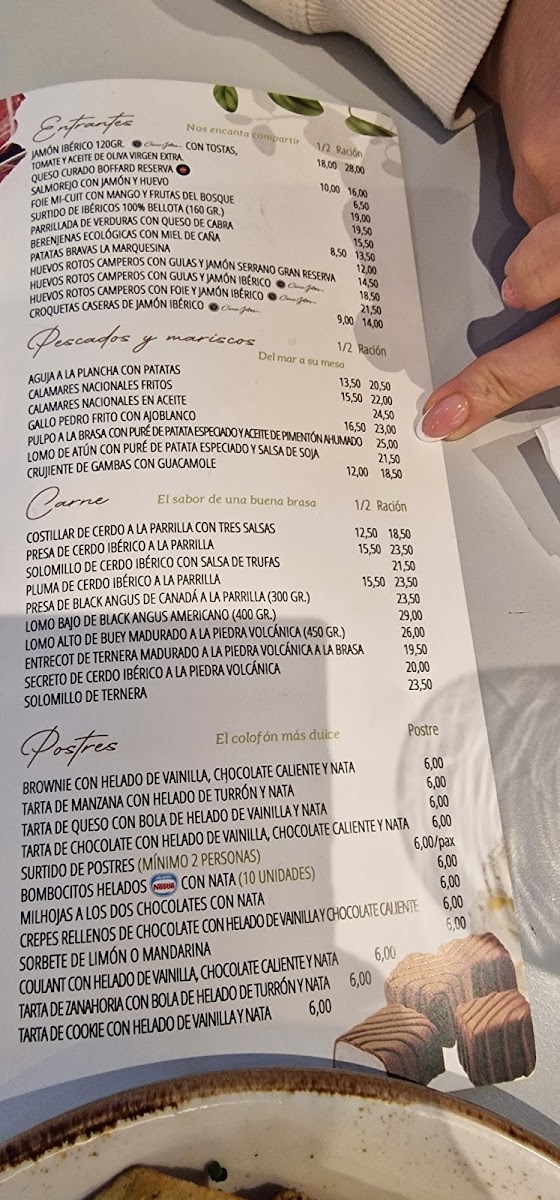 Entrantes
Nos encanta compartir
1/2 Ración
JAMÓN IBÉRICO 120GR. CON TOSTAS, 18,00 28,00
TOMATE Y ACEITE DE OLIVA VIRGEN EXTRA.
QUESO CURADO BOFFARD RESERVA 10,00 16,00
SALMOREJO CON JAMÓN Y HUEVO 6,50
FOIE MI-CUIT CON MANGO Y FRUTAS DEL BOSQUE 19,00
SURTIDO DE IBÉRICOS 100% BELLOTA (160 GR.) 19,50
PARRILLADA DE VERDURAS CON QUESO DE CABRA 15,50
BERENJENAS ECOLÓGICAS CON MIEL DE CAÑA 8,50 13,50
PATATAS BRAVAS LA MARQUESINA 12,00
HUEVOS ROTOS CAMPEROS CON GULAS Y JAMÓN SERRANO GRAN RESERVA 14,50
HUEVOS ROTOS CAMPEROS CON GULAS Y JAMÓN IBÉRICO 18,50
HUEVOS ROTOS CAMPEROS CON FOIE Y JAMÓN IBÉRICO 21,50
CROQUETAS CASERAS DE JAMÓN IBÉRICO 9,00 14,00
Pescados y mariscos
Del mar a su mesa
1/2 Ración
AGUJA A LA PLANCHA CON PATATAS 13,50 20,50
CALAMARES NACIONALES FRITOS 15,50 22,00
CALAMARES NACIONALES EN ACEITE 24,50
GALLO PEDRO FRITO CON AJOBLANCO 16,50 23,00
PULPO A LA BRASA CON PURÉ DE PATATA ESPECIADO Y ACEITE DE PIMENTÓN AHUMADO 25,00
LOMO DE ATÚN CON PURÉ DE PATATA ESPECIADO Y SALSA DE SOJA 21,50
CRUJIENTE DE GAMBAS CON GUACAMOLE 12,00 18,50
Carne
El sabor de una buena brasa
1/2 Ración
COSTILLAR DE CERDO A LA PARRILLA CON TRES SALSAS 12,50 18,50
PRESA DE CERDO IBÉRICO A LA PARRILLA 15,50 23,50
SOLOMILLO DE CERDO IBÉRICO CON SALSA DE TRUFAS 21,50
PLUMA DE CERDO IBÉRICO A LA PARRILLA 15,50 23,50
PRESA DE BLACK ANGUS DE CANADÁ A LA PARRILLA (300 GR.) 23,50
LOMO BAJO DE BLACK ANGUS AMERICANO (400 GR.) 29,00
LOMO ALTO DE BUEY MADURADO A LA PIEDRA VOLCÁNICA (450 GR.) 26,00
ENTRECOT DE TERNERA MADURADO A LA PIEDRA VOLCÁNICA A LA BRASA 19,50
SECRETO DE CERDO IBÉRICO A LA PIEDRA VOLCÁNICA 20,00
SOLOMILLO DE TERNERA 23,50
Postres
El colofón más dulce
Postre
BROWNIE CON HELADO DE VAINILLA, CHOCOLATE CALIENTE Y NATA 6,00
TARTA DE MANZANA CON HELADO DE TURRÓN Y NATA 6,00
TARTA DE QUESO CON BOLA DE HELADO DE VAINILLA Y NATA 6,00
TARTA DE CHOCOLATE CON HELADO DE VAINILLA, CHOCOLATE CALIENTE Y NATA 6,00
SURTIDO DE POSTRES (MÍNIMO 2 PERSONAS) 6,00/pax
BOMBOCITOS HELADOS Nestlé CON NATA (10 UNIDADES) 6,00
MILHOJAS A LOS DOS CHOCOLATES CON NATA 6,00
CREPES RELLENOS DE CHOCOLATE CON HELADO DE VAINILLA Y CHOCOLATE CALIENTE 6,00
SORBETE DE LIMÓN O MANDARINA 6,00
COULANT CON HELADO DE VAINILLA, CHOCOLATE CALIENTE Y NATA 6,00
TARTA DE ZANAHORIA CON BOLA DE HELADO DE TURRÓN Y NATA 6,00
TARTA DE COOKIE CON HELADO DE VAINILLA Y NATA 6,00